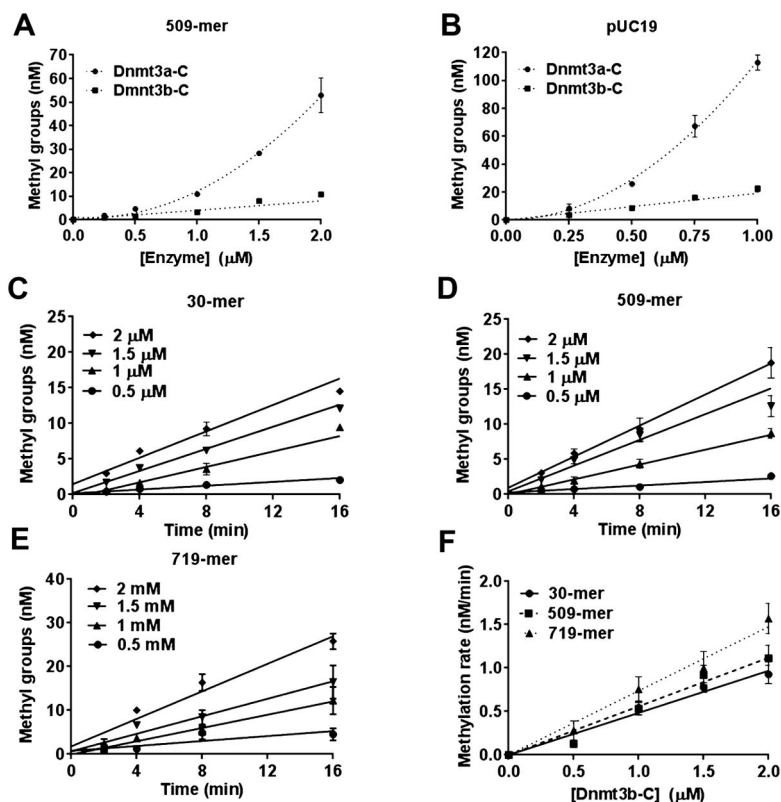 A
509-mer
Methyl groups (nM)
70
60
50
40
30
20
10
0
Dnmt3a-C
Dmnt3b-C
0.0 0.5 1.0 1.5 2.0
[Enzyme] (μM)
B
pUC19
Methyl groups (nM)
120
100
80
60
40
20
0
Dnmt3a-C
Dnmt3b-C
0.00 0.25 0.50 0.75 1.00
[Enzyme] (μM)
C
30-mer
Methyl groups (nM)
25
20
15
10
5
0
2 μM
1.5 μM
1 μM
0.5 μM
0 4 8 12 16
Time (min)
D
509-mer
Methyl groups (nM)
25
20
15
10
5
0
2 μM
1.5 μM
1 μM
0.5 μM
0 4 8 12 16
Time (min)
E
719-mer
Methyl groups (nM)
40
30
20
10
0
2 mM
1.5 mM
1 mM
0.5 mM
0 4 8 12 16
Time (min)
F
Methylation rate (nM/min)
2.0
1.5
1.0
0.5
0.0
30-mer
509-mer
719-mer
0.0 0.5 1.0 1.5 2.0
[Dnmt3b-C] (μM)